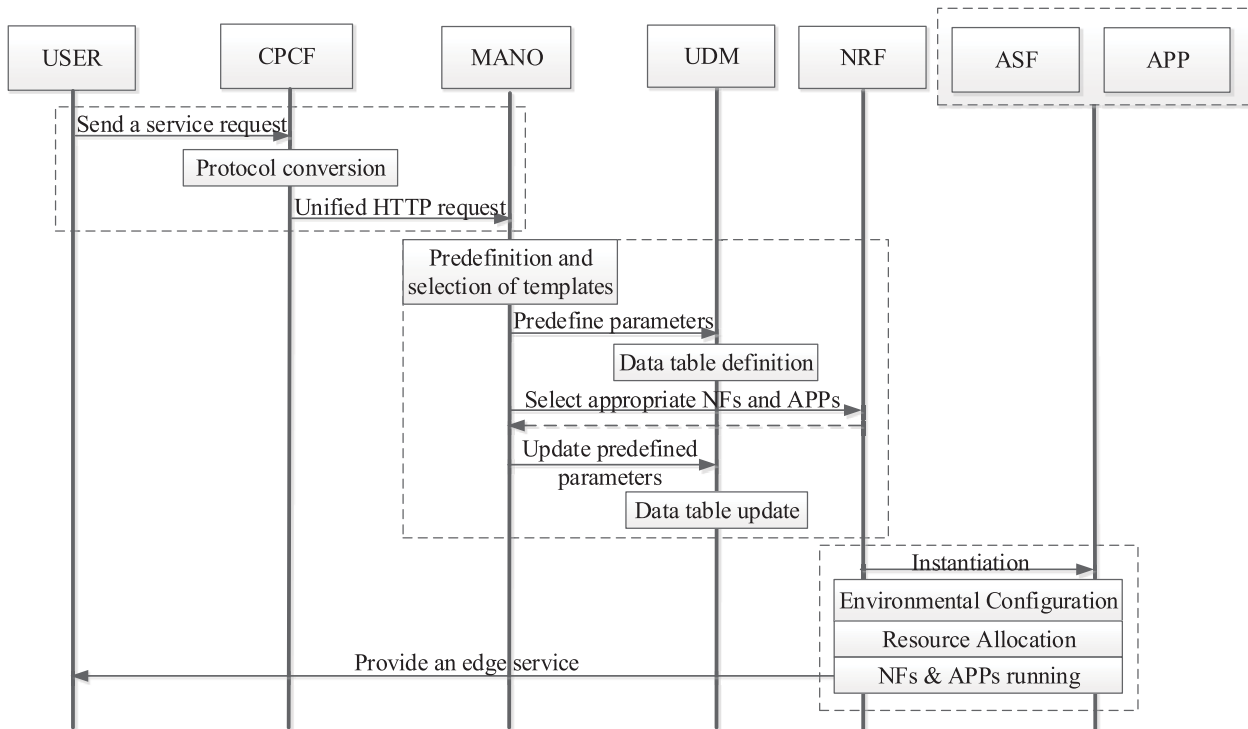 USER
CPCF
MANO
UDM
NRF
ASF
APP
Send a service request
Protocol conversion
Unified HTTP request
Predefinition and
selection of templates
Predefine parameters
Data table definition
Select appropriate NFs and APPs
Update predefined
parameters
Data table update
Instantiation
Environmental Configuration
Resource Allocation
Provide an edge service
NFs & APPs running